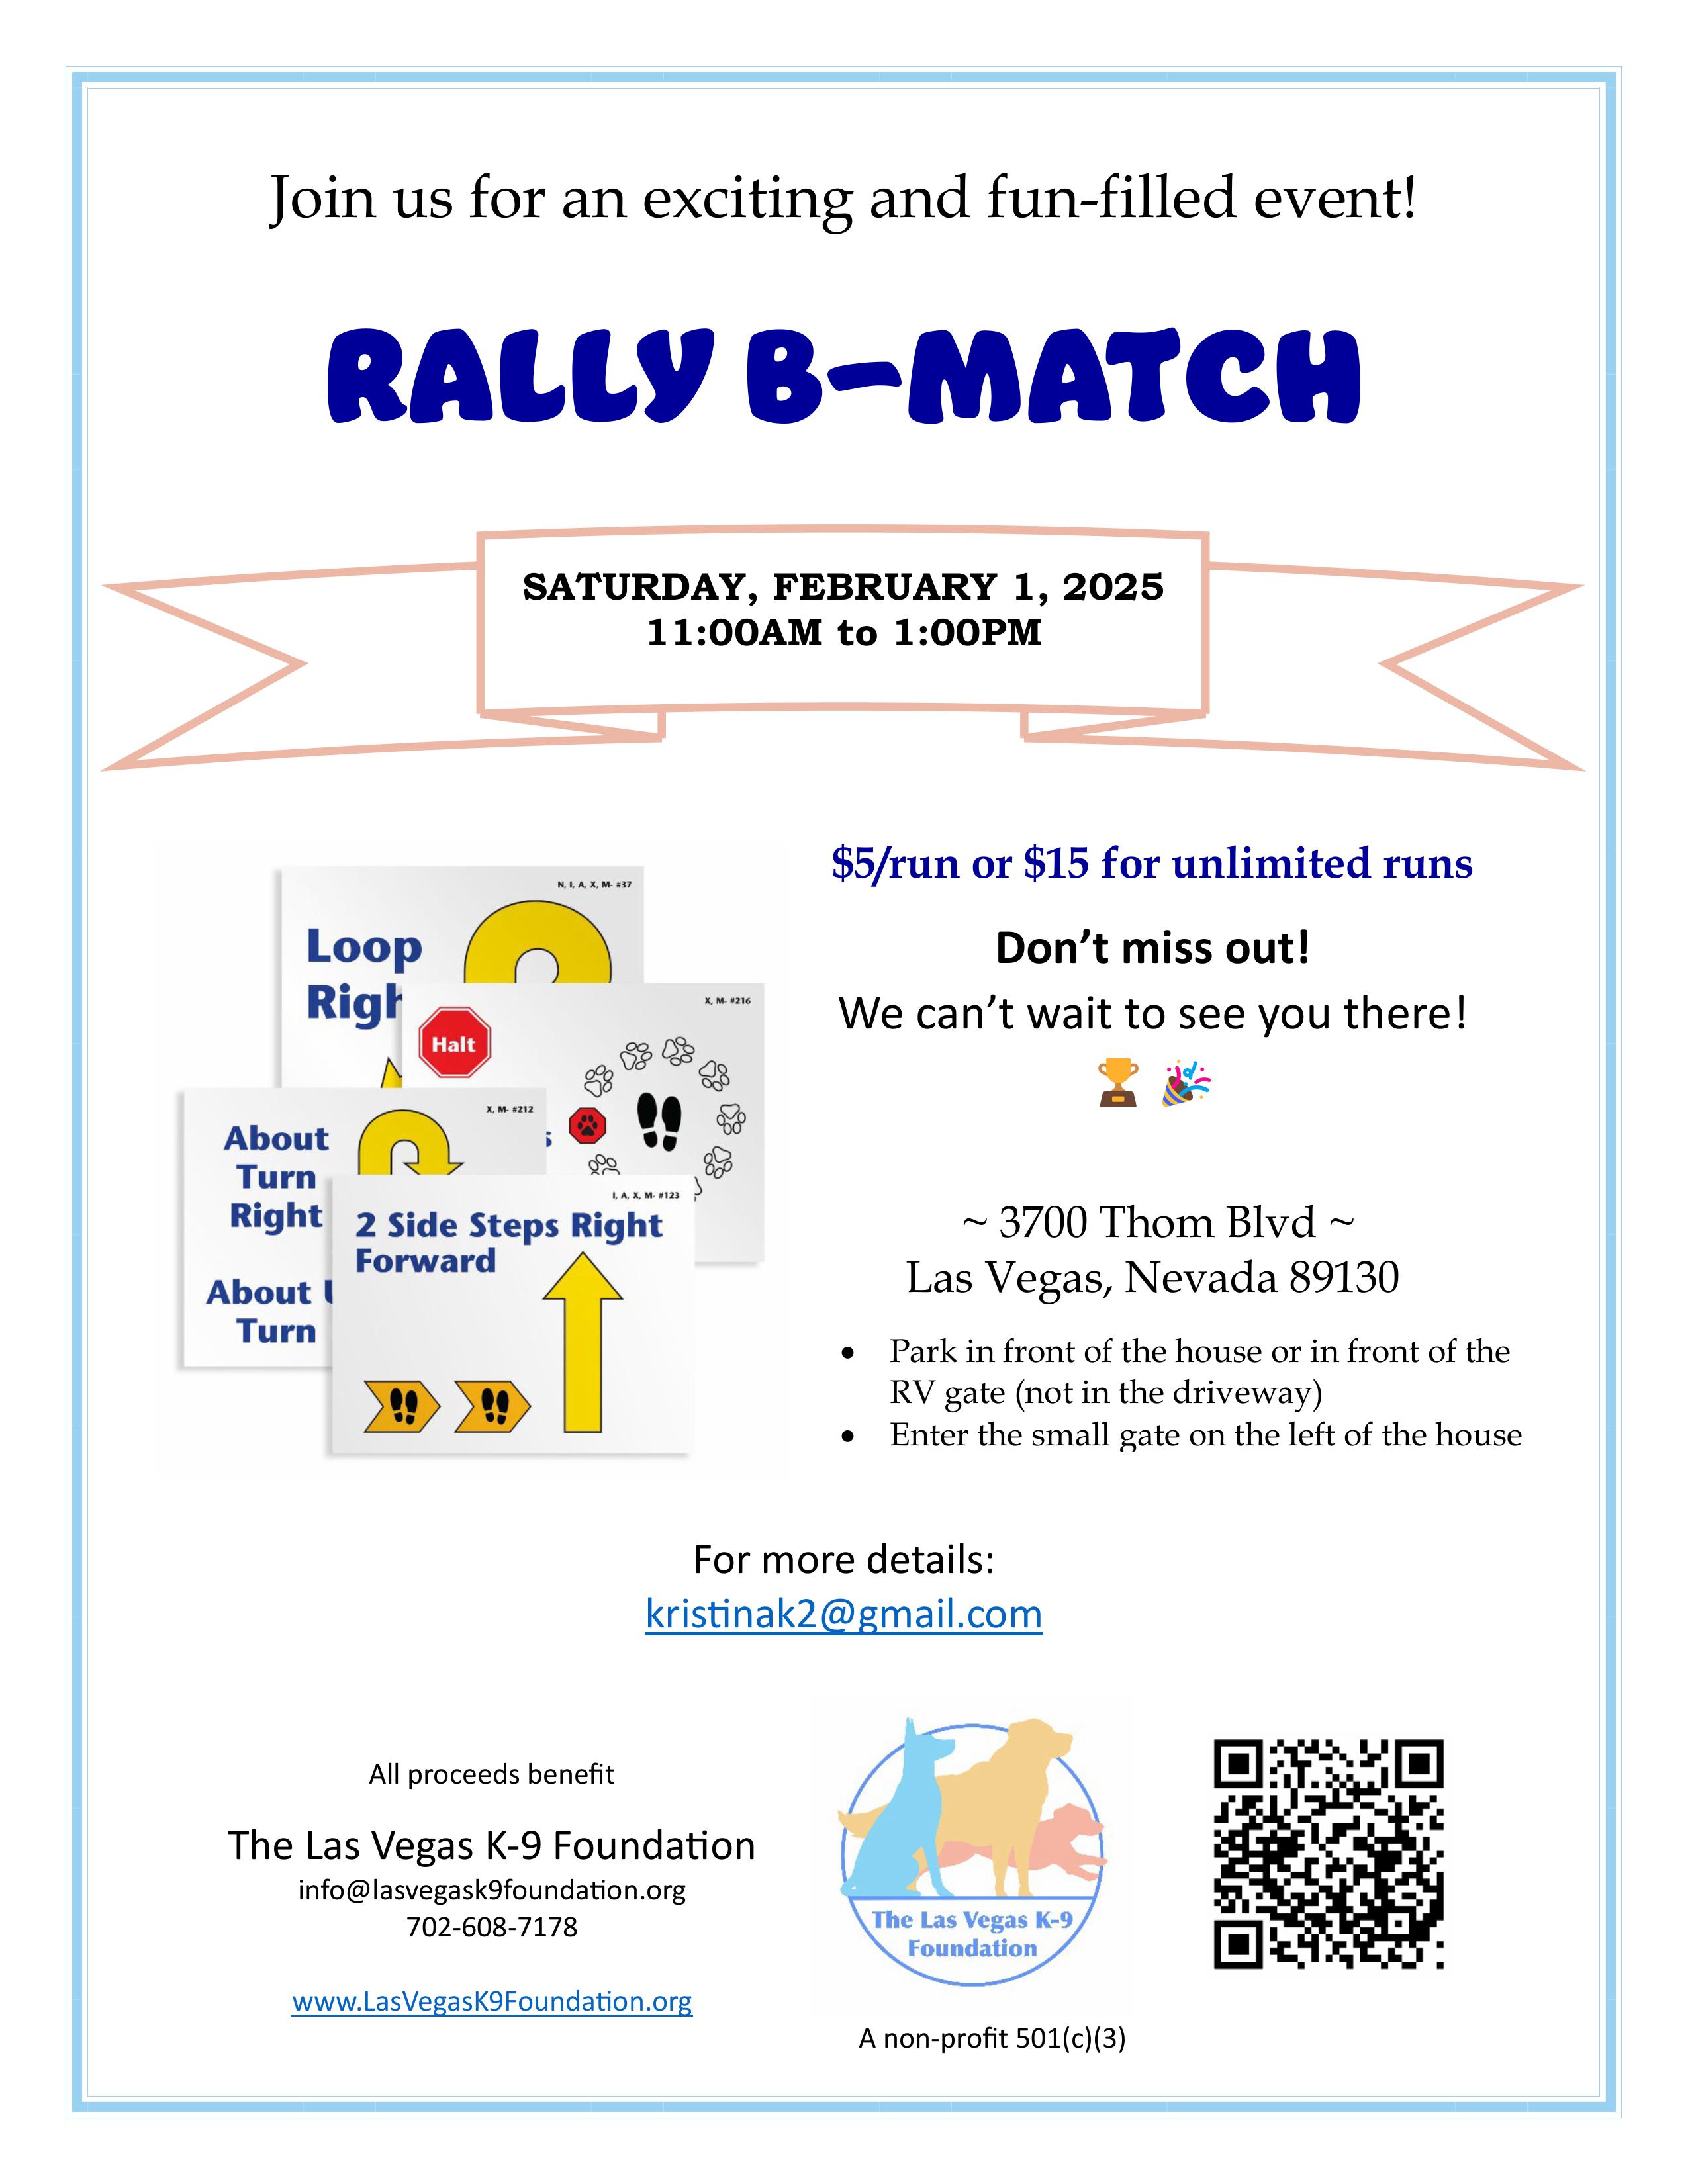 Join us for an exciting and fun-filled event!
RALLY B-MATCH
SATURDAY, FEBRUARY 1, 2025
11:00AM to 1:00PM
N, I, A, X, M- #37
Loop
Righ
X, M- #216
Halt
s
X, M- #212
About
Turn
Right
About U
Turn
I, A, X, M- #123
2 Side Steps Right
Forward
$5/run or $15 for unlimited runs
Don’t miss out!
We can’t wait to see you there!
🏆 🎉
~ 3700 Thom Blvd ~
Las Vegas, Nevada 89130
• Park in front of the house or in front of the
RV gate (not in the driveway)
• Enter the small gate on the left of the house
For more details:
kristinak2@gmail.com
All proceeds benefit
The Las Vegas K-9 Foundation
info@lasvegask9foundation.org
702-608-7178
www.LasVegasK9Foundation.org
The Las Vegas K-9
Foundation
A non-profit 501(c)(3)